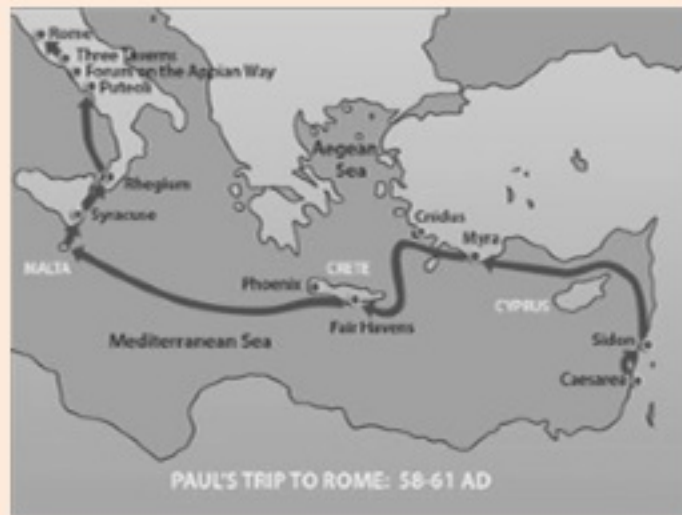 Rome
Three Taverns
Forum on the Appian Way
Puteoli
Aegean
Sea
Rhegium
Cnidus
Syracuse
Myra
MALTA
CRETE
Phoenix
CYPRUS
Fair Havens
Mediterranean Sea
Sidon
Caesarea
PAUL'S TRIP TO ROME: 58-61 AD